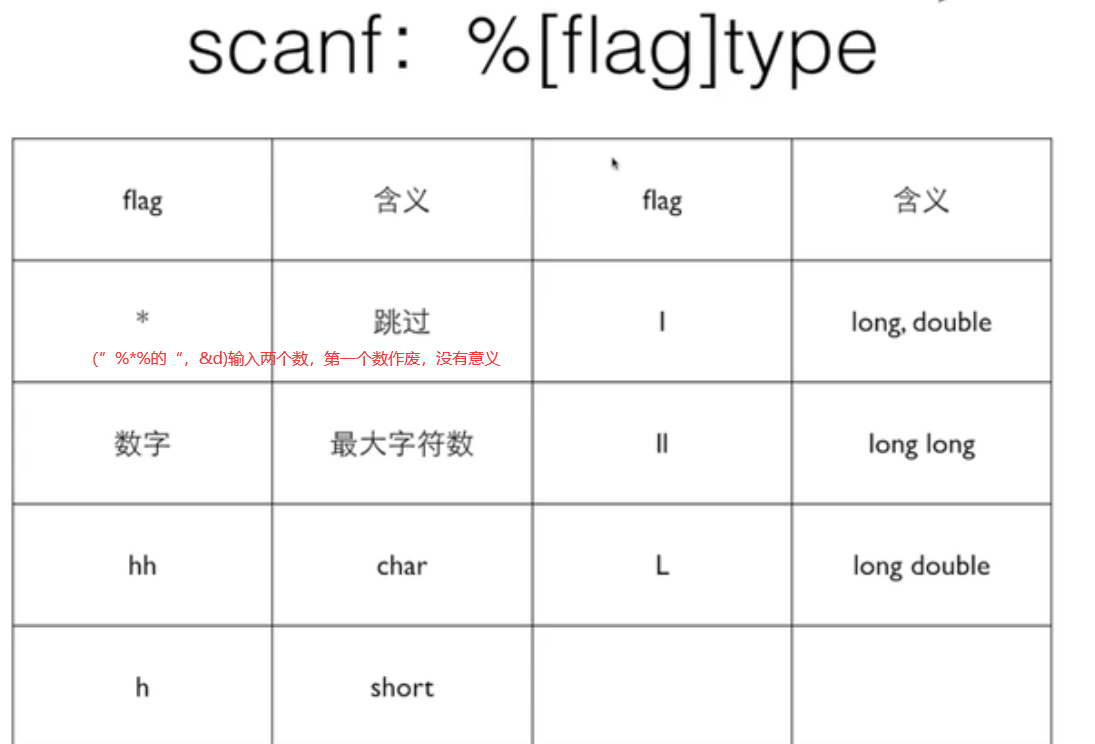 scanf: %[flag]type
flag 含义 flag 含义
* 跳过 l long, double
(” %*%的 “, &d)输入两个数，第一个数作废，没有意义
数字 最大字符数 ll long long
hh char L long double
h short